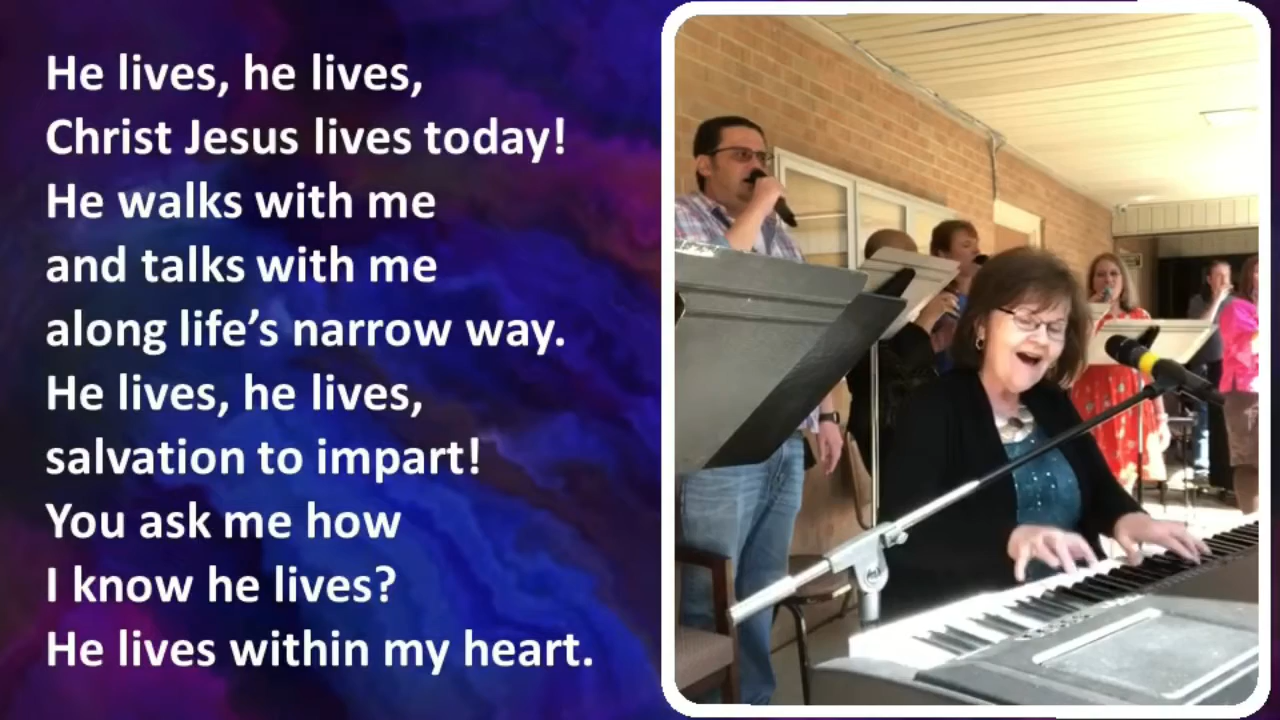 He lives, he lives,
Christ Jesus lives today!
He walks with me
and talks with me
along life’s narrow way.
He lives, he lives,
salvation to impart!
You ask me how
I know he lives?
He lives within my heart.